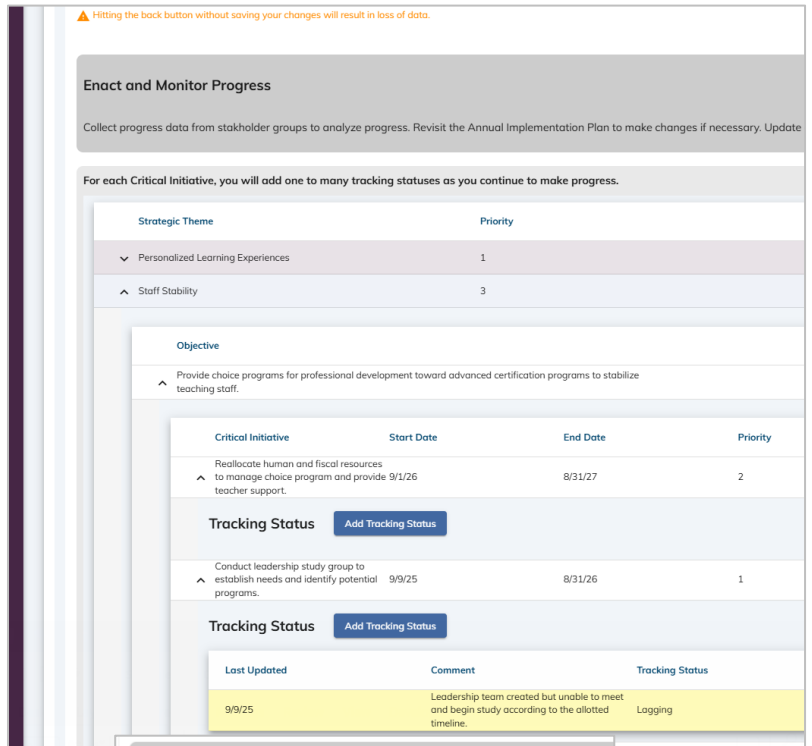 Hitting the back button without saving your changes will result in loss of data.
Enact and Monitor Progress
Collect progress data from stakholder groups to analyze progress. Revisit the Annual Implementation Plan to make changes if necessary. Update
For each Critical Initiative, you will add one to many tracking statuses as you continue to make progress.
Strategic Theme Priority
Personalized Learning Experiences 1
Staff Stability 3
Objective
Provide choice programs for professional development toward advanced certification programs to stabilize
teaching staff.
Critical Initiative Start Date End Date Priority
Reallocate human and fiscal resources
to manage choice program and provide 9/1/26 8/31/27 2
teacher support.
Tracking Status Add Tracking Status
Conduct leadership study group to
establish needs and identify potential 9/9/25 8/31/26 1
programs.
Tracking Status Add Tracking Status
Last Updated Comment Tracking Status
Leadership team created but unable to meet
9/9/25 and begin study according to the allotted Lagging
timeline.